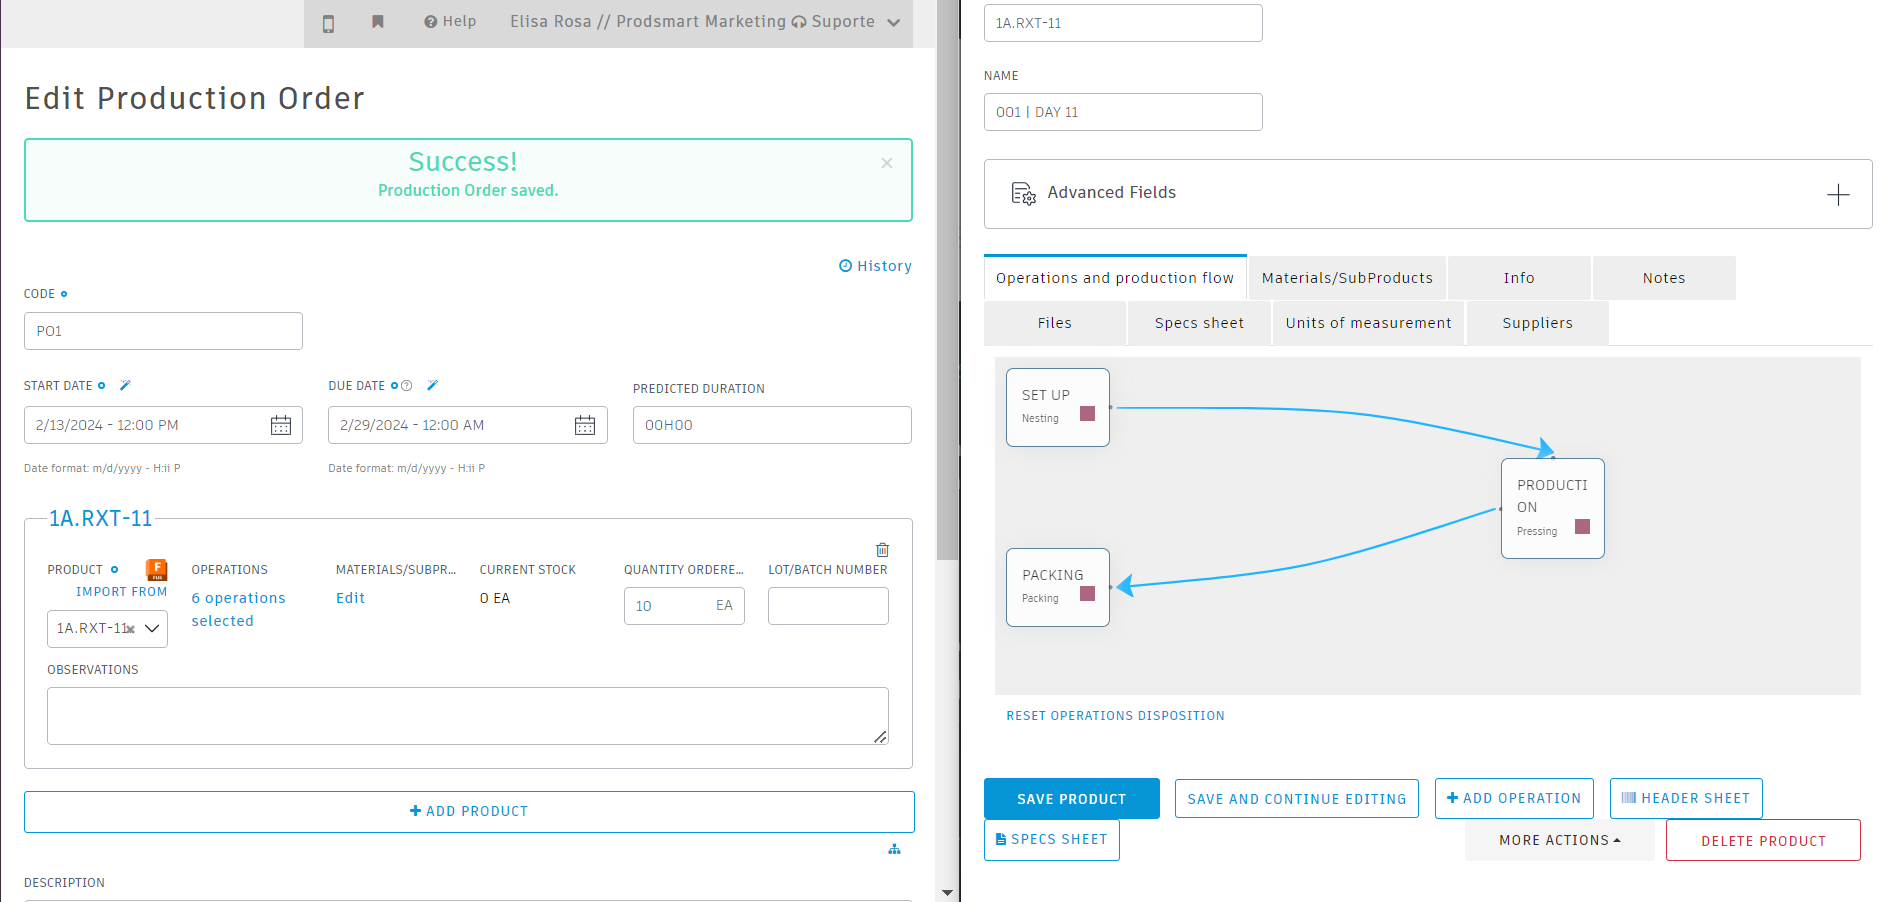 Help
Elisa Rosa // Prodsmart Marketing
Suporte
Edit Production Order
Success!
×
Production Order saved.
History
CODE
PO1
START DATE
DUE DATE
PREDICTED DURATION
2/13/2024 - 12:00 PM
2/29/2024 - 12:00 AM
00H00
Date format: m/d/yyyy - H:ii P
Date format: m/d/yyyy - H:ii P
1A.RXT-11
PRODUCT
F
FUS
OPERATIONS
MATERIALS/SUBPR...
CURRENT STOCK
QUANTITY ORDERE...
LOT/BATCH NUMBER
IMPORT FROM
6 operations
selected
Edit
0 EA
10
EA
1A.RXT-11
OBSERVATIONS
+ ADD PRODUCT
DESCRIPTION
1A.RXT-11
NAME
001 | DAY 11
Advanced Fields
Operations and production flow
Materials/SubProducts
Info
Notes
Files
Specs sheet
Units of measurement
Suppliers
SET UP
Nesting
PRODUCTI
ON
Pressing
PACKING
Packing
RESET OPERATIONS DISPOSITION
SAVE PRODUCT
SAVE AND CONTINUE EDITING
+ ADD OPERATION
HEADER SHEET
SPECS SHEET
MORE ACTIONS
DELETE PRODUCT